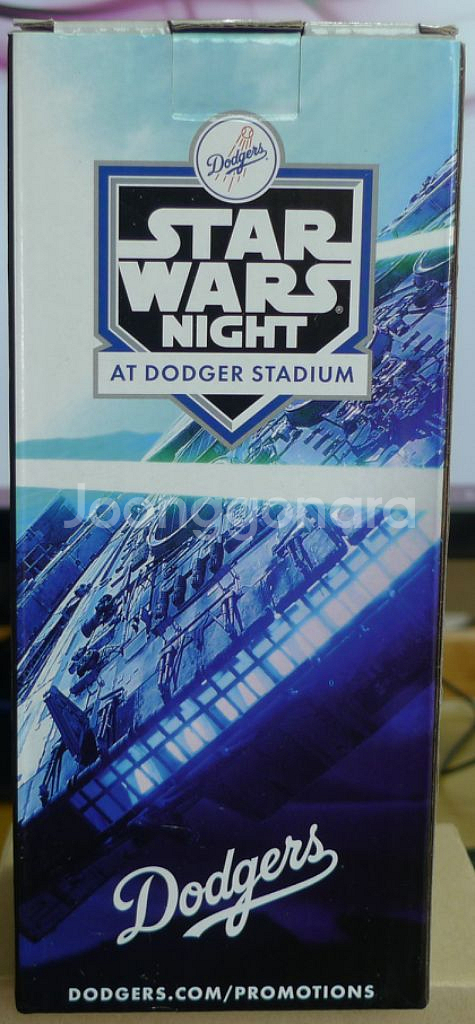 Dodgers
STAR
WARS®
NIGHT
AT DODGER STADIUM
Joonggonara
Dodgers
DODGERS.COM/PROMOTIONS